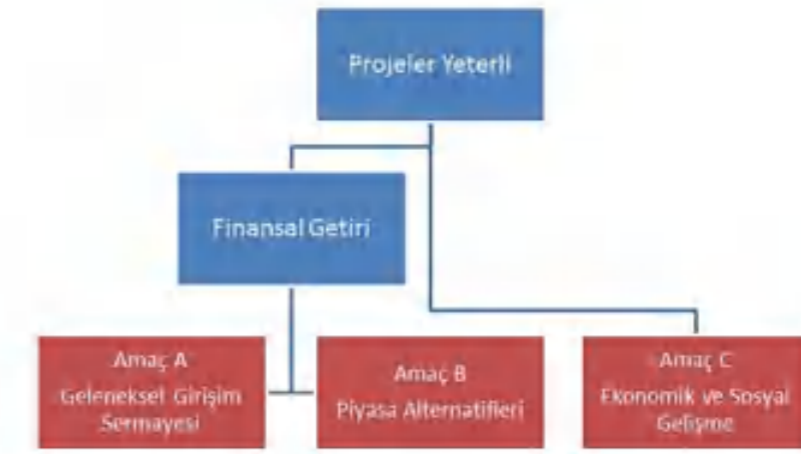 Projeler Yeterli
Finansal Getiri
Amaç A
Geleneksel Girişim
Sermayesi
Amaç B
Piyasa Alternatifleri
Amaç C
Ekonomik ve Sosyal
Gelişme